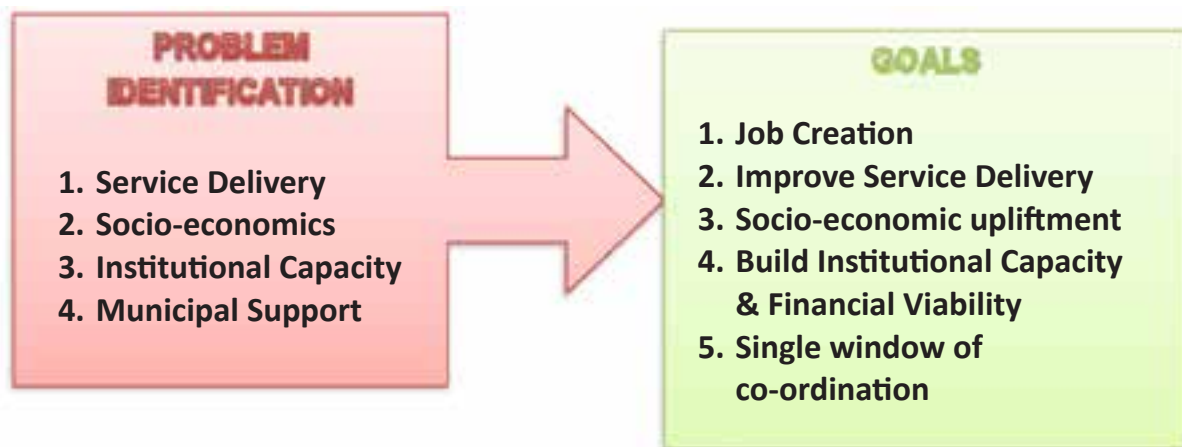 PROBLEM
IDENTIFICATION
1. Service Delivery
2. Socio-economics
3. Institutional Capacity
4. Municipal Support
GOALS
1. Job Creation
2. Improve Service Delivery
3. Socio-economic upliftment
4. Build Institutional Capacity
& Financial Viability
5. Single window of
co-ordination